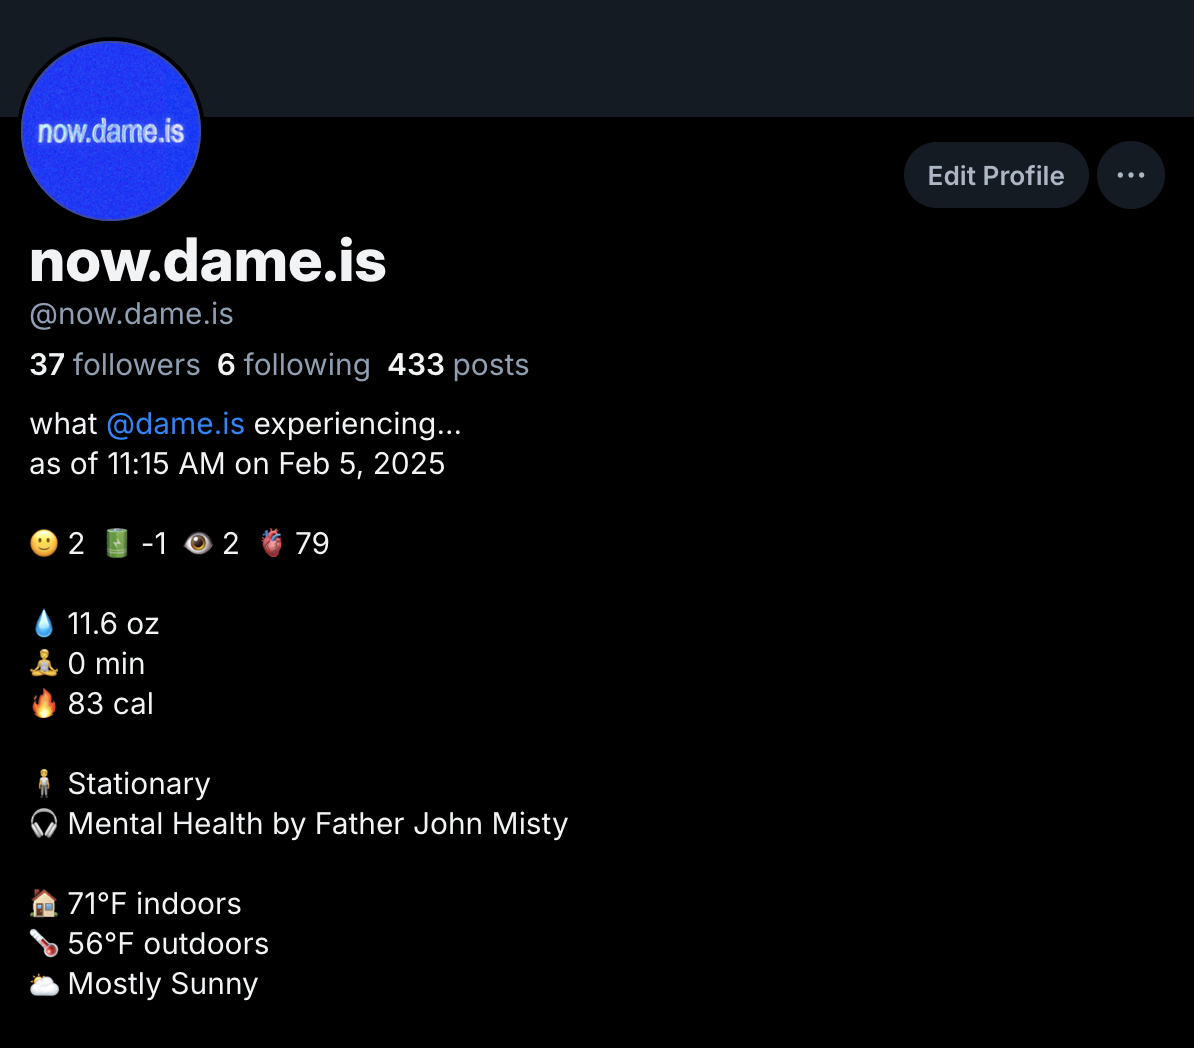 now.dame.is
Edit Profile
now.dame.is
@now.dame.is
37 followers 6 following 433 posts
what @dame.is experiencing...
as of 11:15 AM on Feb 5, 2025
🙂 2 🔋 -1 👁️ 2 🫀 79
💧 11.6 oz
🧘 0 min
🔥 83 cal
🧍 Stationary
🎧 Mental Health by Father John Misty
🏠 71°F indoors
🌡️ 56°F outdoors
🌥️ Mostly Sunny